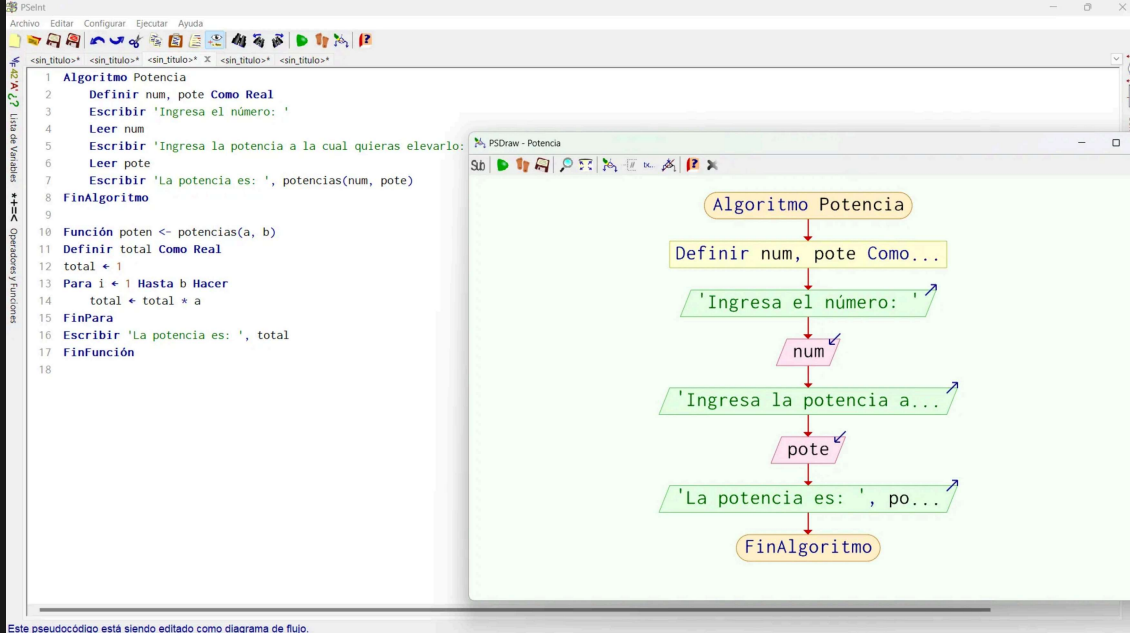 PSeInt
Archivo Editar Configurar Ejecutar Ayuda
<sin_titulo>* <sin_titulo>* <sin_titulo>* X <sin_titulo>* <sin_titulo>*
Lista de Variables
Operadores y Funciones
1 Algoritmo Potencia
2 Definir num, pote Como Real
3 Escribir 'Ingresa el número: '
4 Leer num
5 Escribir 'Ingresa la potencia a la cual quieras elevarlo:
6 Leer pote
7 Escribir 'La potencia es: ', potencias(num, pote)
8 FinAlgoritmo
9
10 Función poten <- potencias(a, b)
11 Definir total Como Real
12 total ← 1
13 Para i ← 1 Hasta b Hacer
14 total ← total * a
15 FinPara
16 Escribir 'La potencia es: ', total
17 FinFunción
18
PSDraw - Potencia
Sub
Algoritmo Potencia
Definir num, pote Como...
'Ingresa el número: '
num
'Ingresa la potencia a...
pote
'La potencia es: ', po...
FinAlgoritmo
Este pseudocódigo está siendo editado como diagrama de flujo.